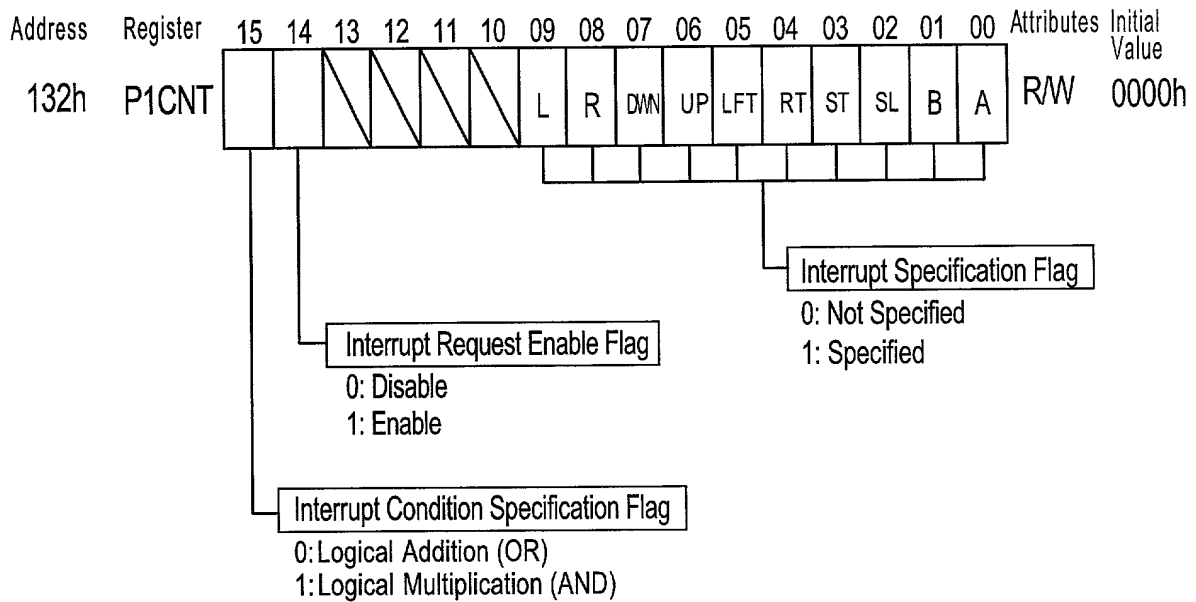 Address Register 15 14 13 12 11 10 09 08 07 06 05 04 03 02 01 00 Attributes Initial Value
132h P1CNT L R DWN UP LFT RT ST SL B A R/W 0000h
Interrupt Specification Flag
0: Not Specified
1: Specified
Interrupt Request Enable Flag
0: Disable
1: Enable
Interrupt Condition Specification Flag
0: Logical Addition (OR)
1: Logical Multiplication (AND)